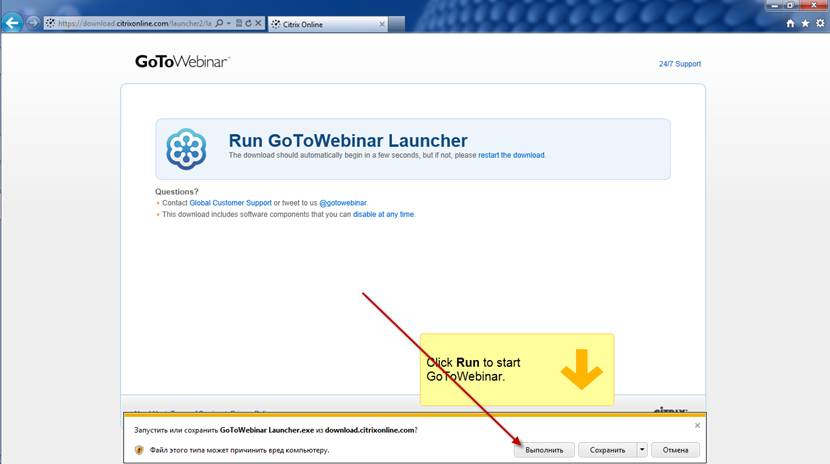 https://download.citrixonline.com/launcher2/la
Citrix Online
GoToWebinar
24/7 Support
Run GoToWebinar Launcher
The download should automatically begin in a few seconds, but if not, please restart the download.
Questions?
• Contact Global Customer Support or tweet to us @gotowebinar.
• This download includes software components that you can disable at any time.
Click Run to start
GoToWebinar.
CITRIX
Запустить или сохранить GoToWebinar Launcher.exe из download.citrixonline.com?
Файл этого типа может причинить вред компьютеру.
Выполнить
Сохранить
Отмена